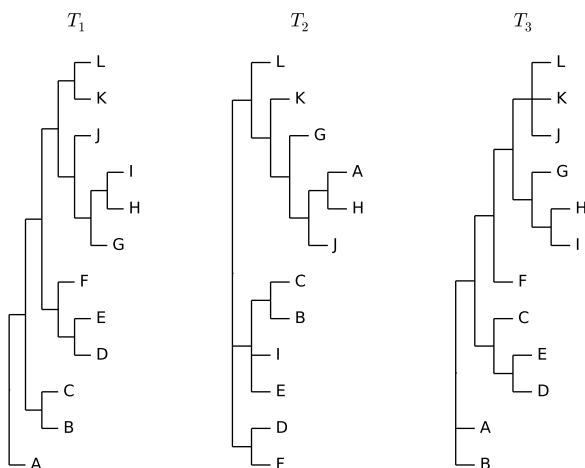 T1 T2 T3
L L L
K K K
J G J
I A G
H H H
G J I
F C F
E B C
D I E
C E D
B D A
A F B